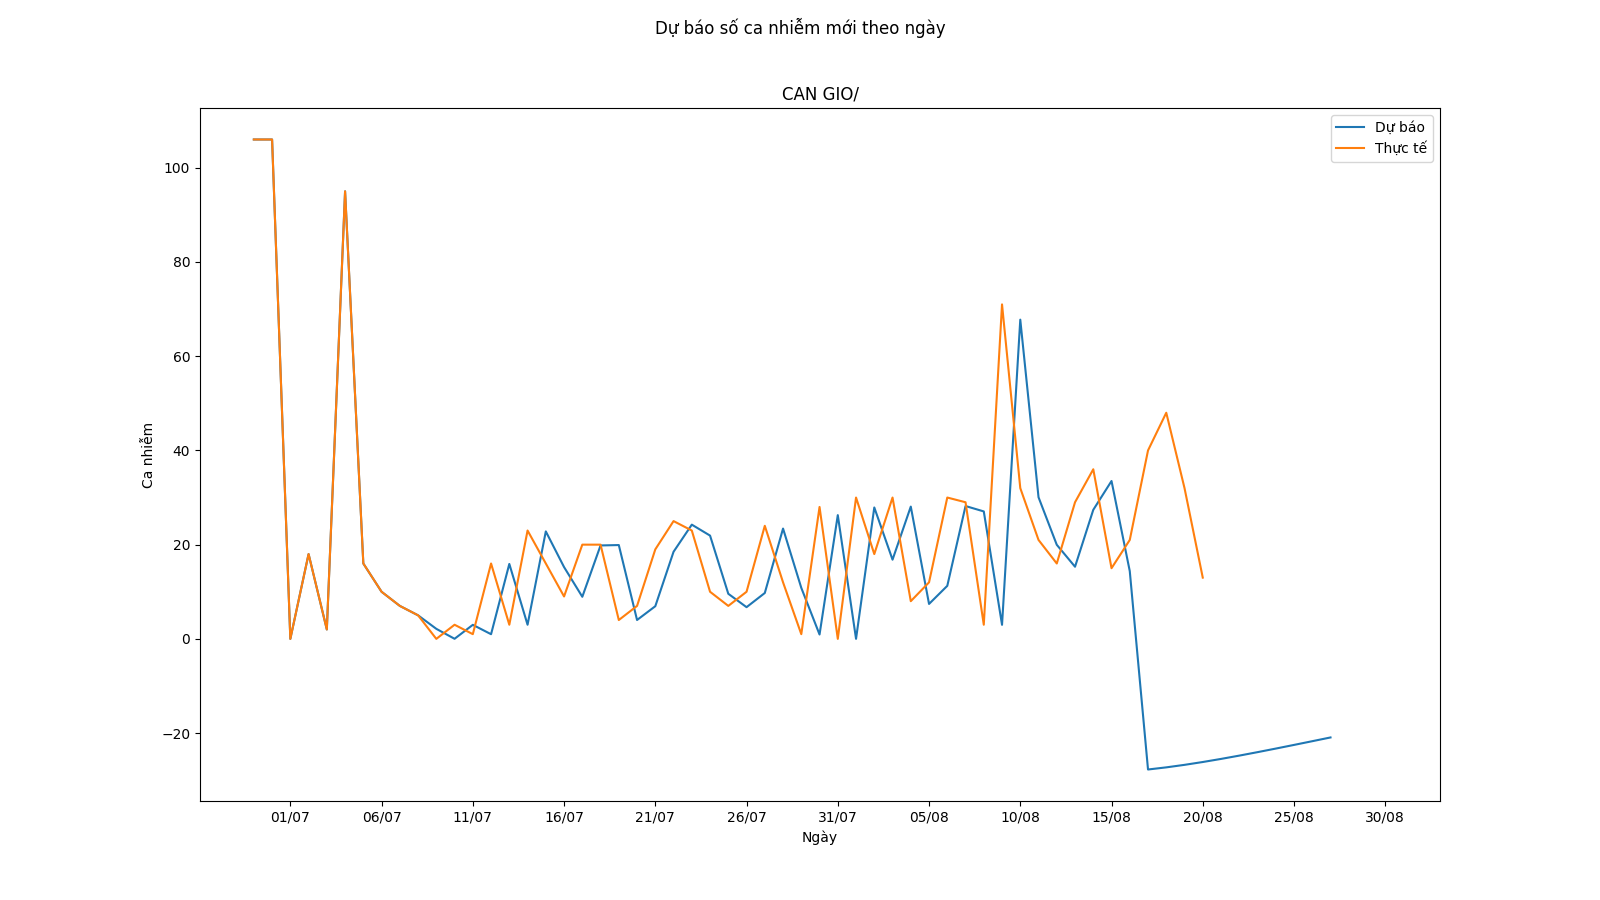 Dự báo số ca nhiễm mới theo ngày
CAN GIO/
Dự báo
Thực tế
100
80
60
40
20
0
−20
Ca nhiễm
01/07 06/07 11/07 16/07 21/07 26/07 31/07 05/08 10/08 15/08 20/08 25/08 30/08
Ngày